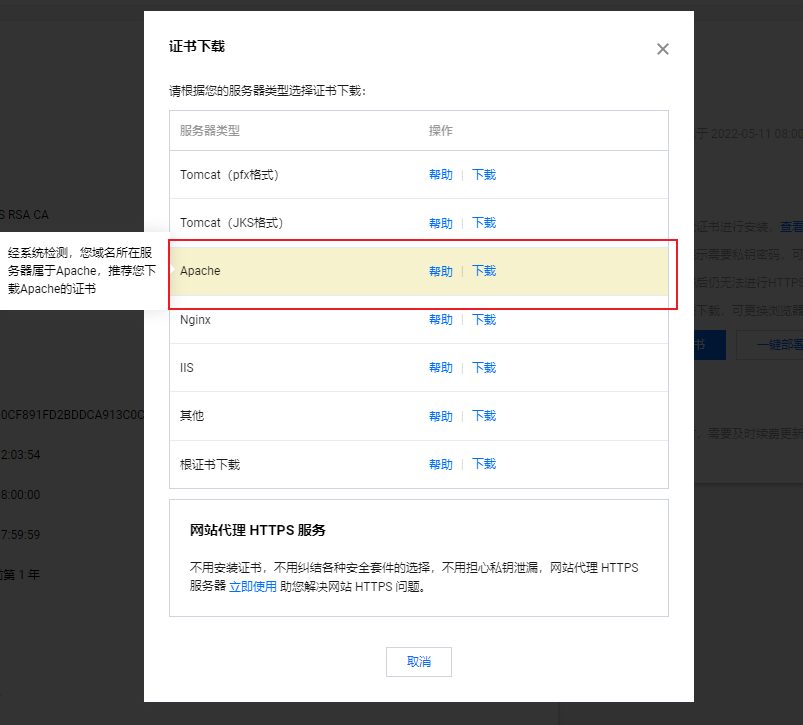 证书下载
请根据您的服务器类型选择证书下载：
服务器类型 操作
Tomcat（pfx格式） 帮助 下载
Tomcat（JKS格式） 帮助 下载
Apache 帮助 下载
Nginx 帮助 下载
IIS 帮助 下载
其他 帮助 下载
根证书下载 帮助 下载
网站代理 HTTPS 服务
不用安装证书，不用纠结各种安全套件的选择，不用担心私钥泄漏，网站代理 HTTPS
服务器 立即使用 助您解决网站 HTTPS 问题。
取消
经系统检测，您域名所在服
务器属于Apache，推荐您下
载Apache的证书
S RSA CA
0CF891FD2BDDCA913C0C
2:03:54
8:00:00
7:59:59
第 1 年
于 2022-05-11 08:00
证书进行安装，查看
示需要私钥密码，可
后仍无法进行HTTPS
下载，可更换浏览器
书 一键部署
，需要及时续费更新